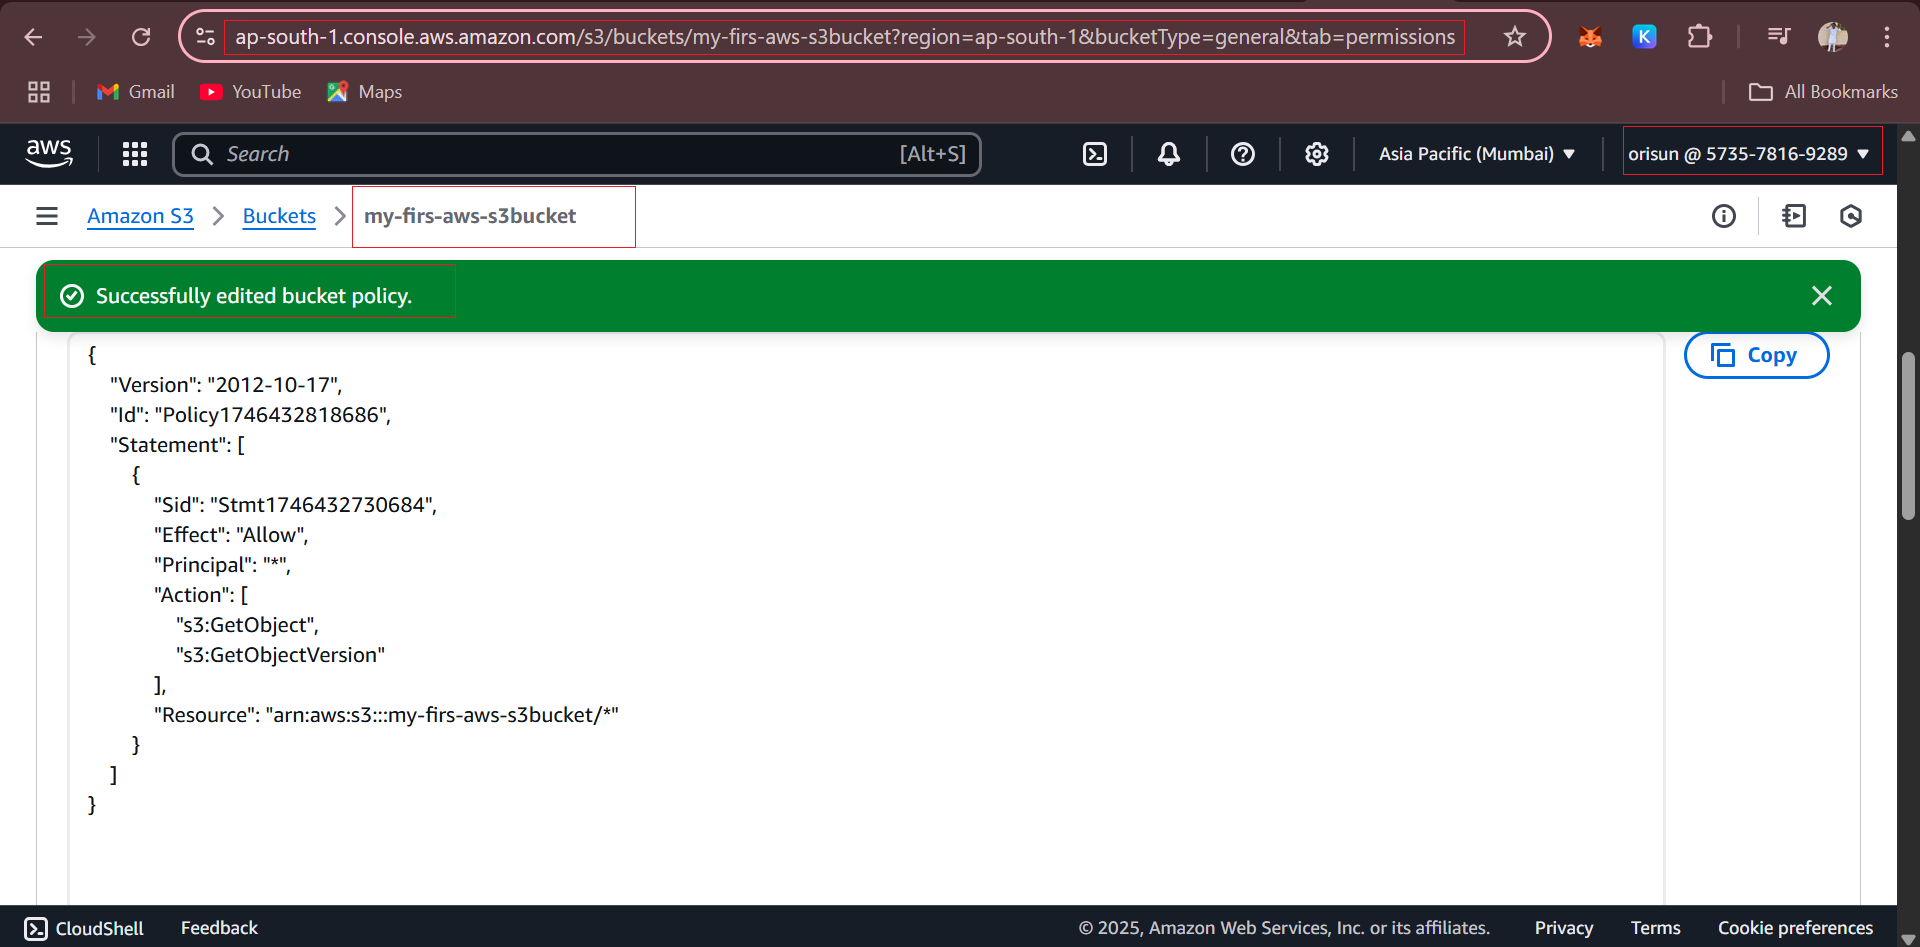 ap-south-1.console.aws.amazon.com/s3/buckets/my-firs-aws-s3bucket?region=ap-south-1&bucketType=general&tab=permissions
K
Gmail
YouTube
Maps
All Bookmarks
aws
Search
[Alt+S]
Asia Pacific (Mumbai)
orisun @ 5735-7816-9289
Amazon S3
Buckets
my-firs-aws-s3bucket
Successfully edited bucket policy.
Copy
{
"Version": "2012-10-17",
"Id": "Policy1746432818686",
"Statement": [
{
"Sid": "Stmt1746432730684",
"Effect": "Allow",
"Principal": "*",
"Action": [
"s3:GetObject",
"s3:GetObjectVersion"
],
"Resource": "arn:aws:s3:::my-firs-aws-s3bucket/*"
}
]
}
CloudShell
Feedback
© 2025, Amazon Web Services, Inc. or its affiliates.
Privacy
Terms
Cookie preferences